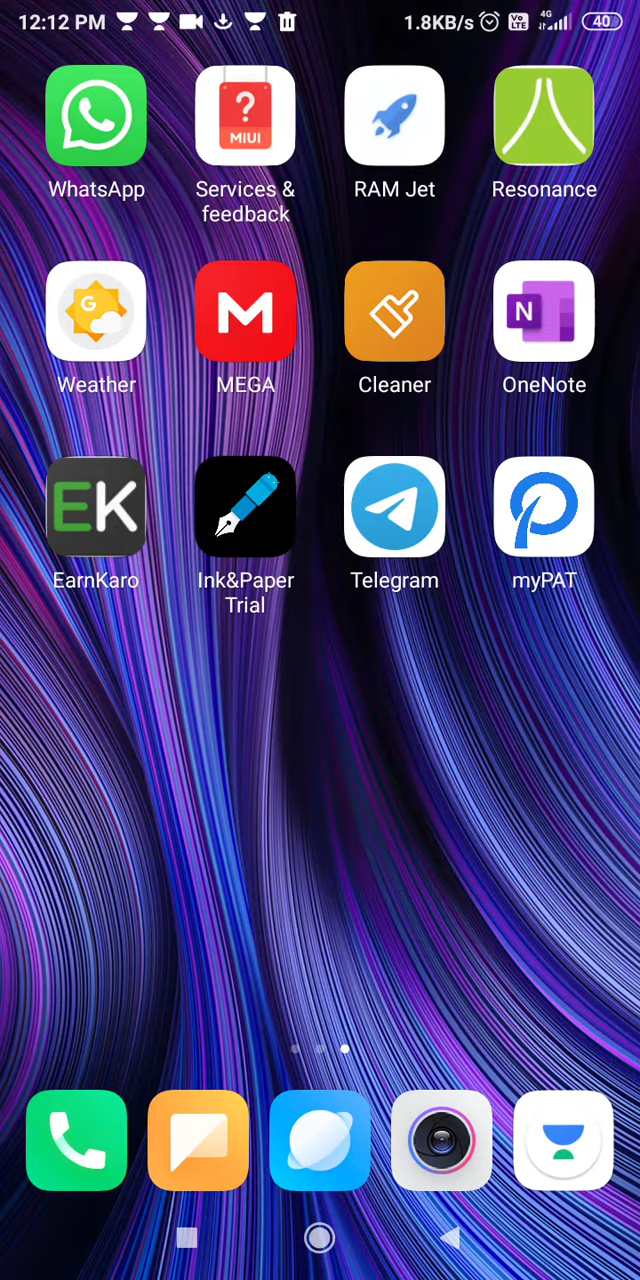 12:12 PM 1.8KB/s Vo LTE 4G 40
?
MIUI
WhatsApp Services & feedback RAM Jet Resonance
G
M
N
Weather MEGA Cleaner OneNote
EK
EarnKaro Ink&Paper Trial Telegram myPAT